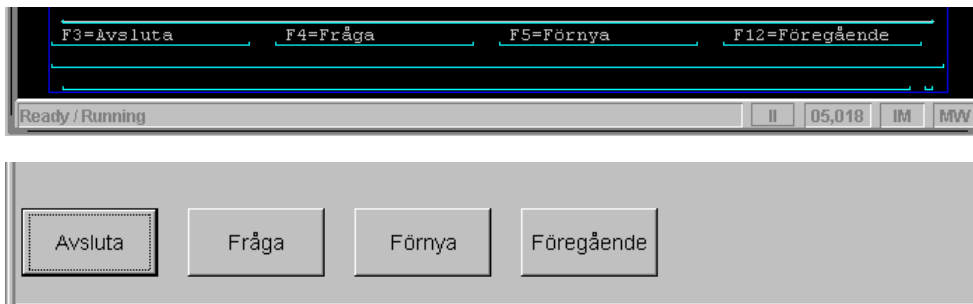 F3=Avsluta F4=Fråga F5=Förnya F12=Föregående
Ready / Running II 05,018 IM MW
Avsluta Fråga Förnya Föregående